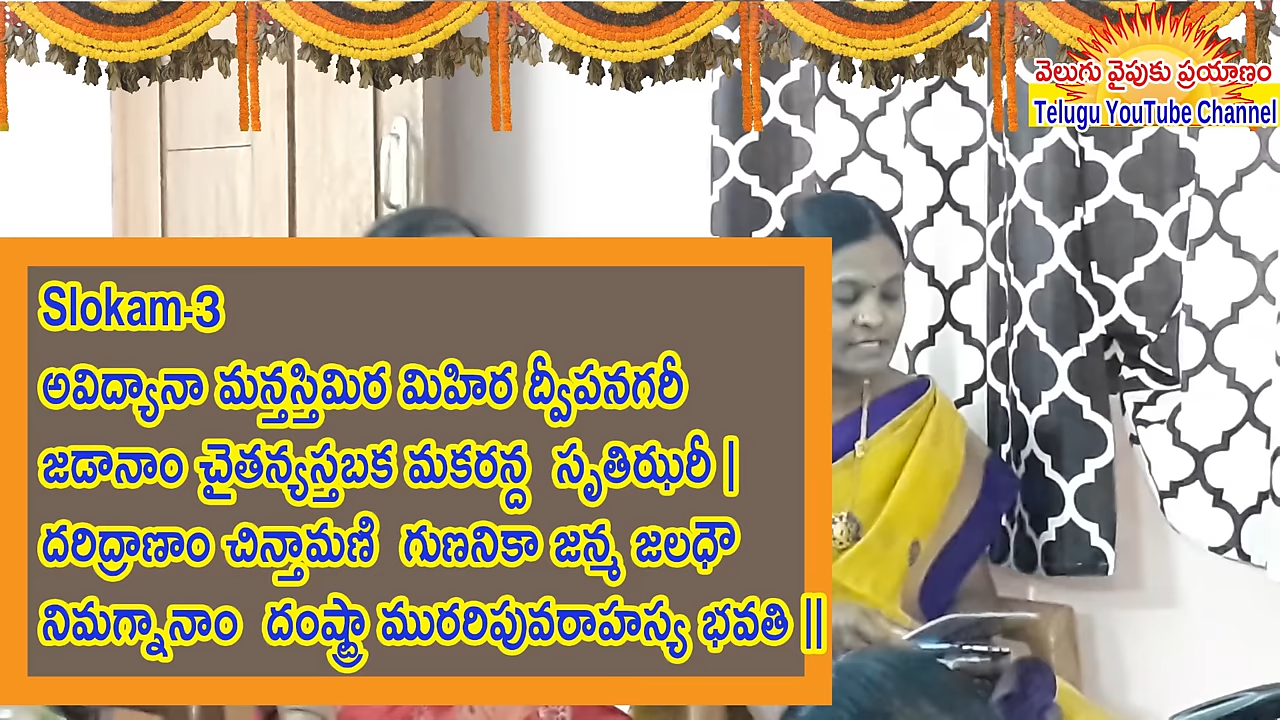 వెలుగు వైపుకు ప్రయాణం
Telugu YouTube Channel
Slokam-3
అవిద్యానా మన్తస్తిమిర మిహిర ద్వీపనగరీ
జడానాం చైతన్యస్తబక మకరన్ద సృతిఝరీ |
దరిద్రాణాం చిన్తామణి గుణనికా జన్మ జలధౌ
నిమగ్నానాం దంష్ట్రా మురరిపువరాహస్య భవతి ||